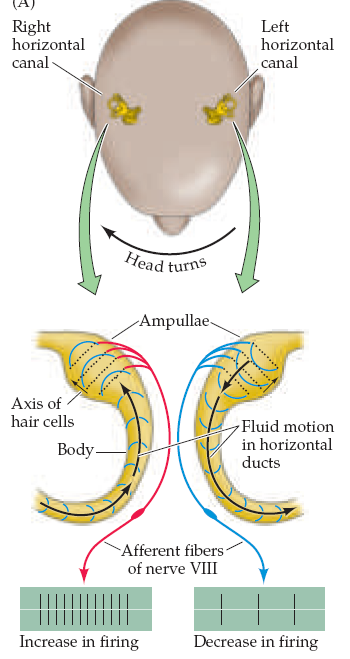 (A)
Right
horizontal
canal
Left
horizontal
canal
Head turns
Ampullae
Axis of
hair cells
Body
Fluid motion
in horizontal
ducts
Afferent fibers
of nerve VIII
Increase in firing
Decrease in firing